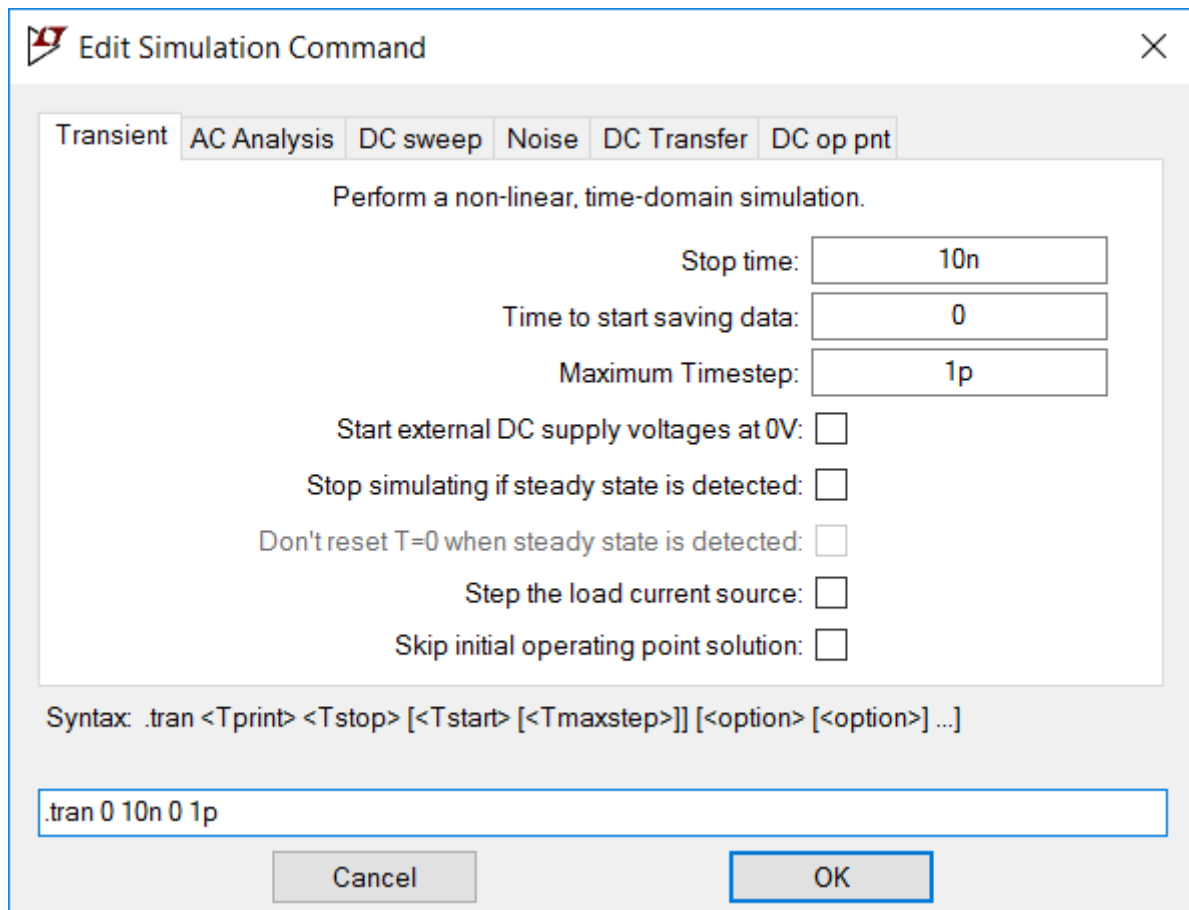 Edit Simulation Command
Transient AC Analysis DC sweep Noise DC Transfer DC op pnt
Perform a non-linear, time-domain simulation.
Stop time: 10n
Time to start saving data: 0
Maximum Timestep: 1p
Start external DC supply voltages at 0V:
Stop simulating if steady state is detected:
Don't reset T=0 when steady state is detected:
Step the load current source:
Skip initial operating point solution:
Syntax: .tran <Tprint> <Tstop> [<Tstart> [<Tmaxstep>]] [<option> [<option>] ...]
.tran 0 10n 0 1p
Cancel OK